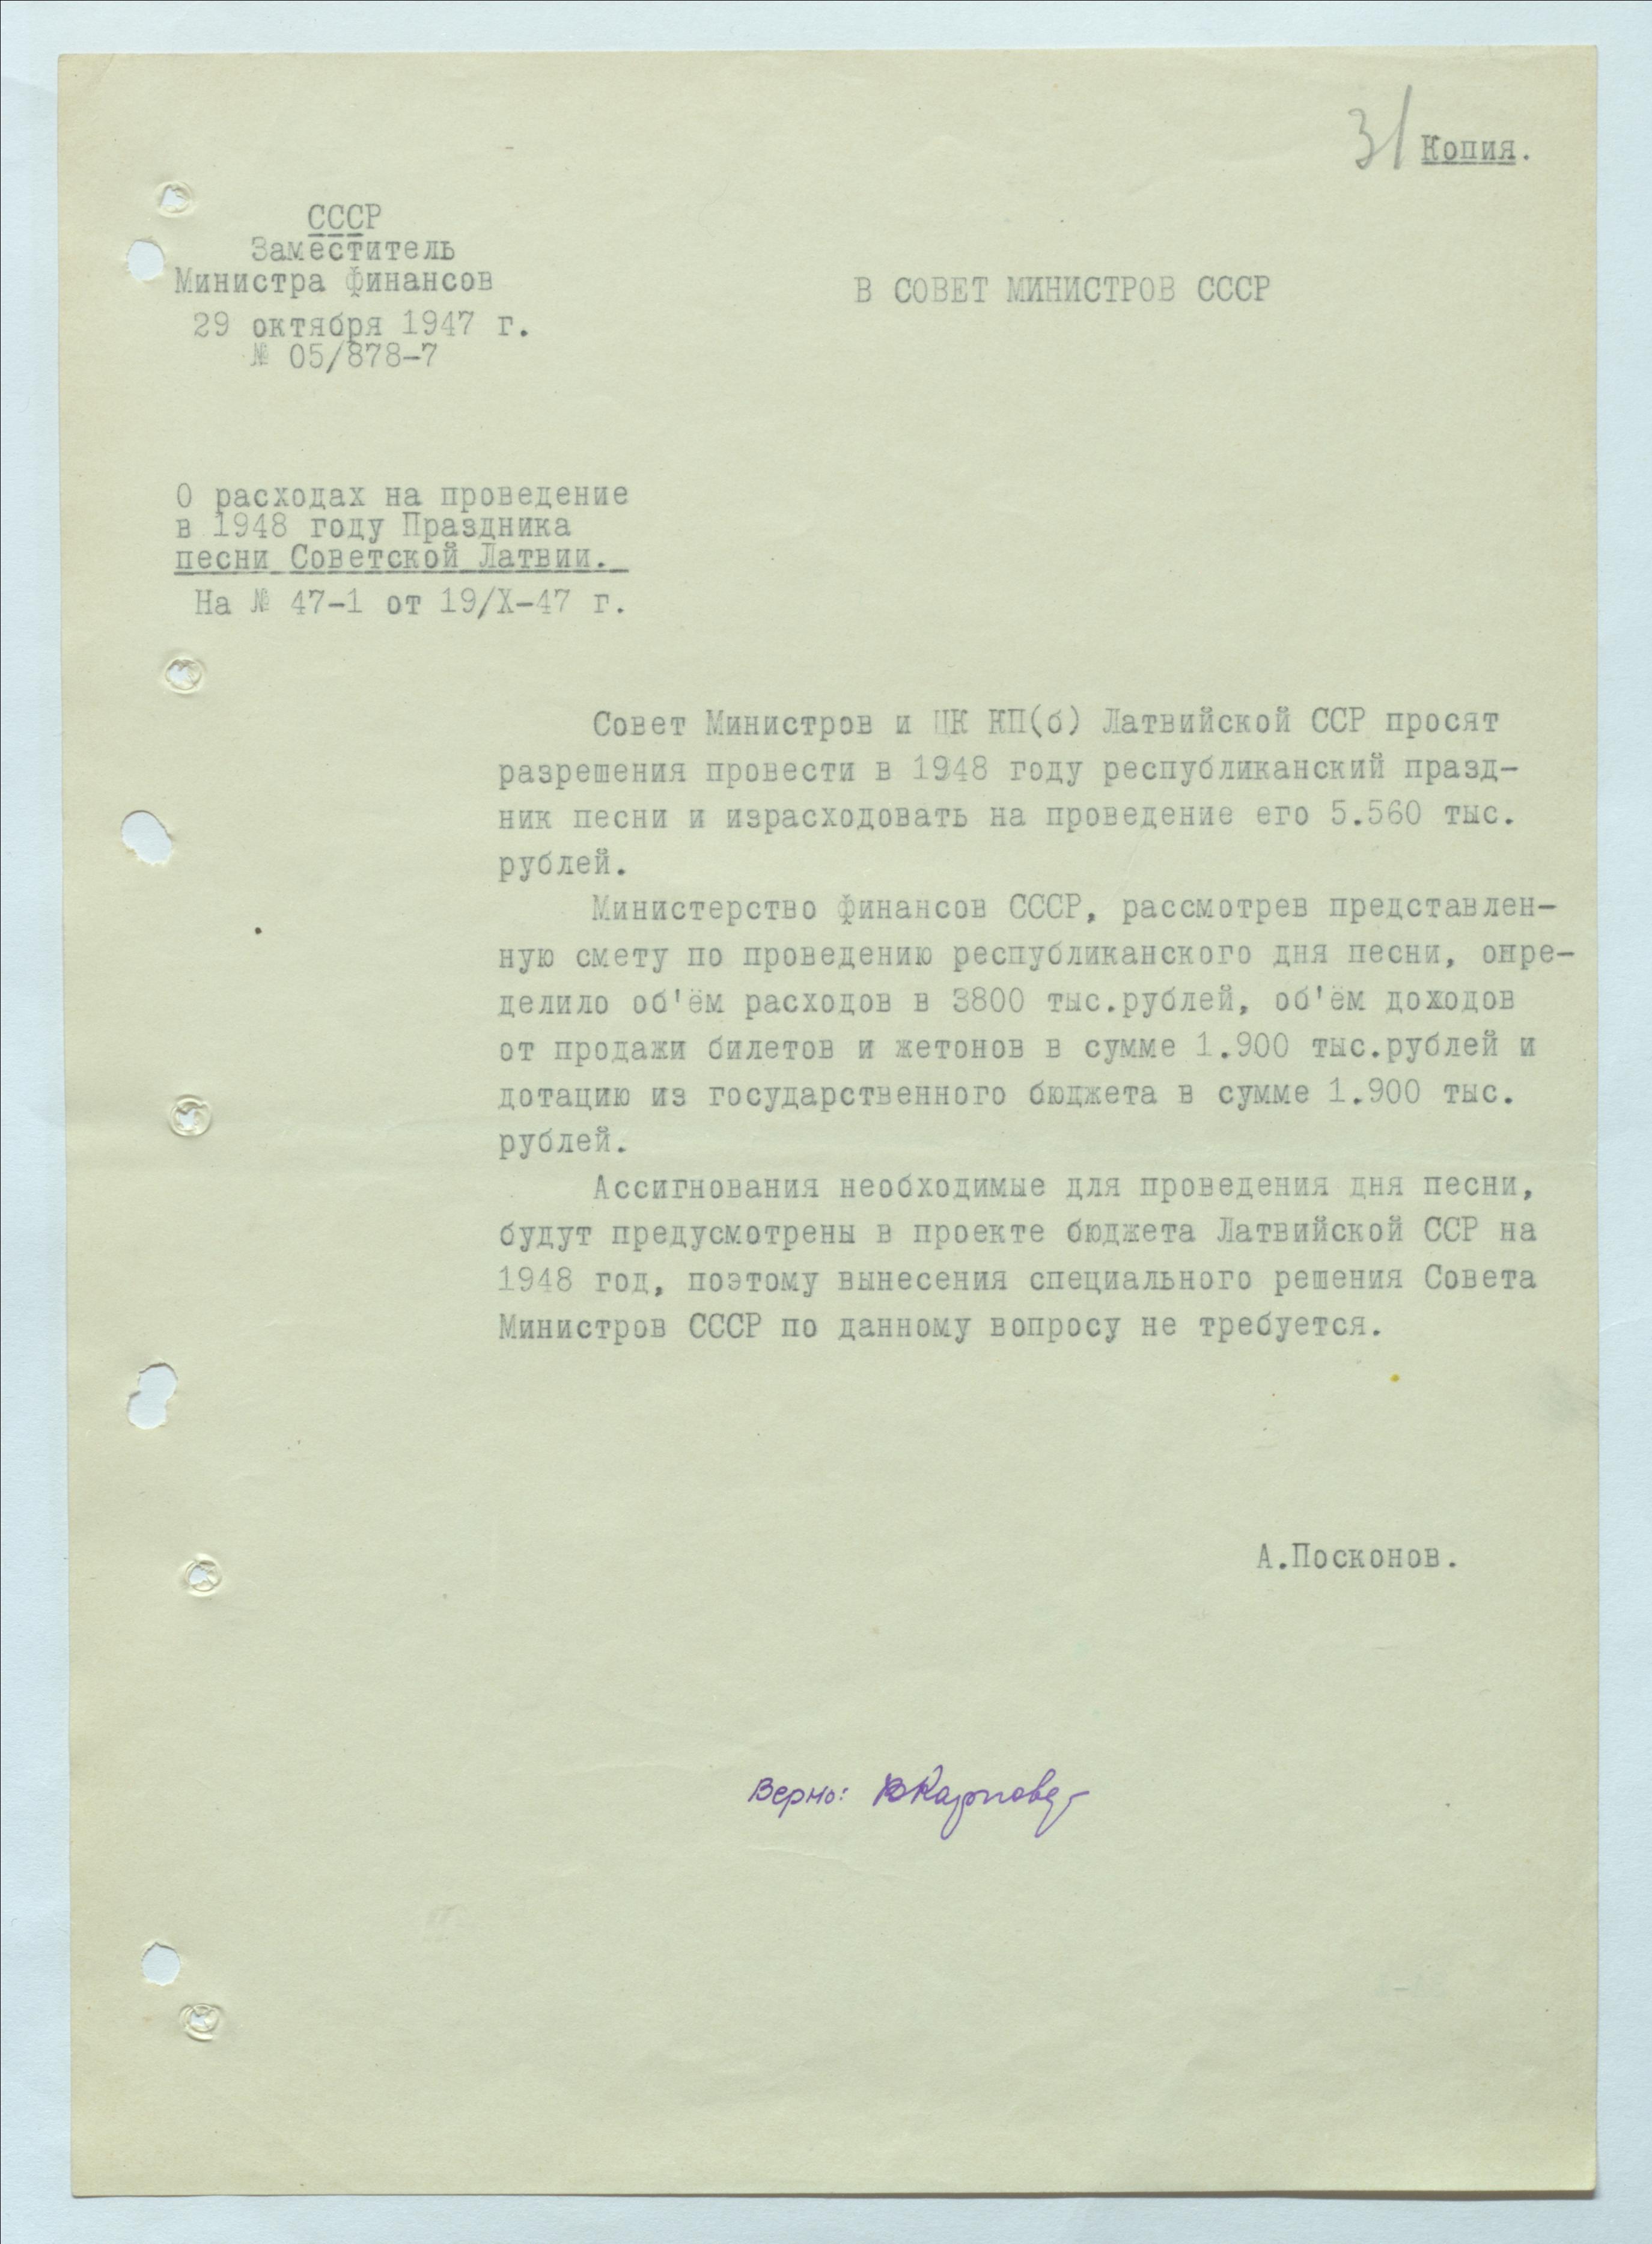 31 Копия.
СССР
Заместитель
Министра финансов
29 октября 1947 г.
№ 05/878-7
В СОВЕТ МИНИСТРОВ СССР
О расходах на проведение
в 1948 году Праздника
песни Советской Латвии.
На № 47-1 от 19/X-47 г.
Совет Министров и ЦК КП(б) Латвийской ССР просят
разрешения провести в 1948 году республиканский празд-
ник песни и израсходовать на проведение его 5.560 тыс.
рублей.
Министерство финансов СССР, рассмотрев представлен-
ную смету по проведению республиканского дня песни, опре-
делило об'ём расходов в 3800 тыс.рублей, об'ём доходов
от продажи билетов и жетонов в сумме 1.900 тыс.рублей и
дотацию из государственного бюджета в сумме 1.900 тыс.
рублей.
Ассигнования необходимые для проведения дня песни,
будут предусмотрены в проекте бюджета Латвийской ССР на
1948 год, поэтому вынесения специального решения Совета
Министров СССР по данному вопросу не требуется.
А.Посконов.
Верно: ВКарпова